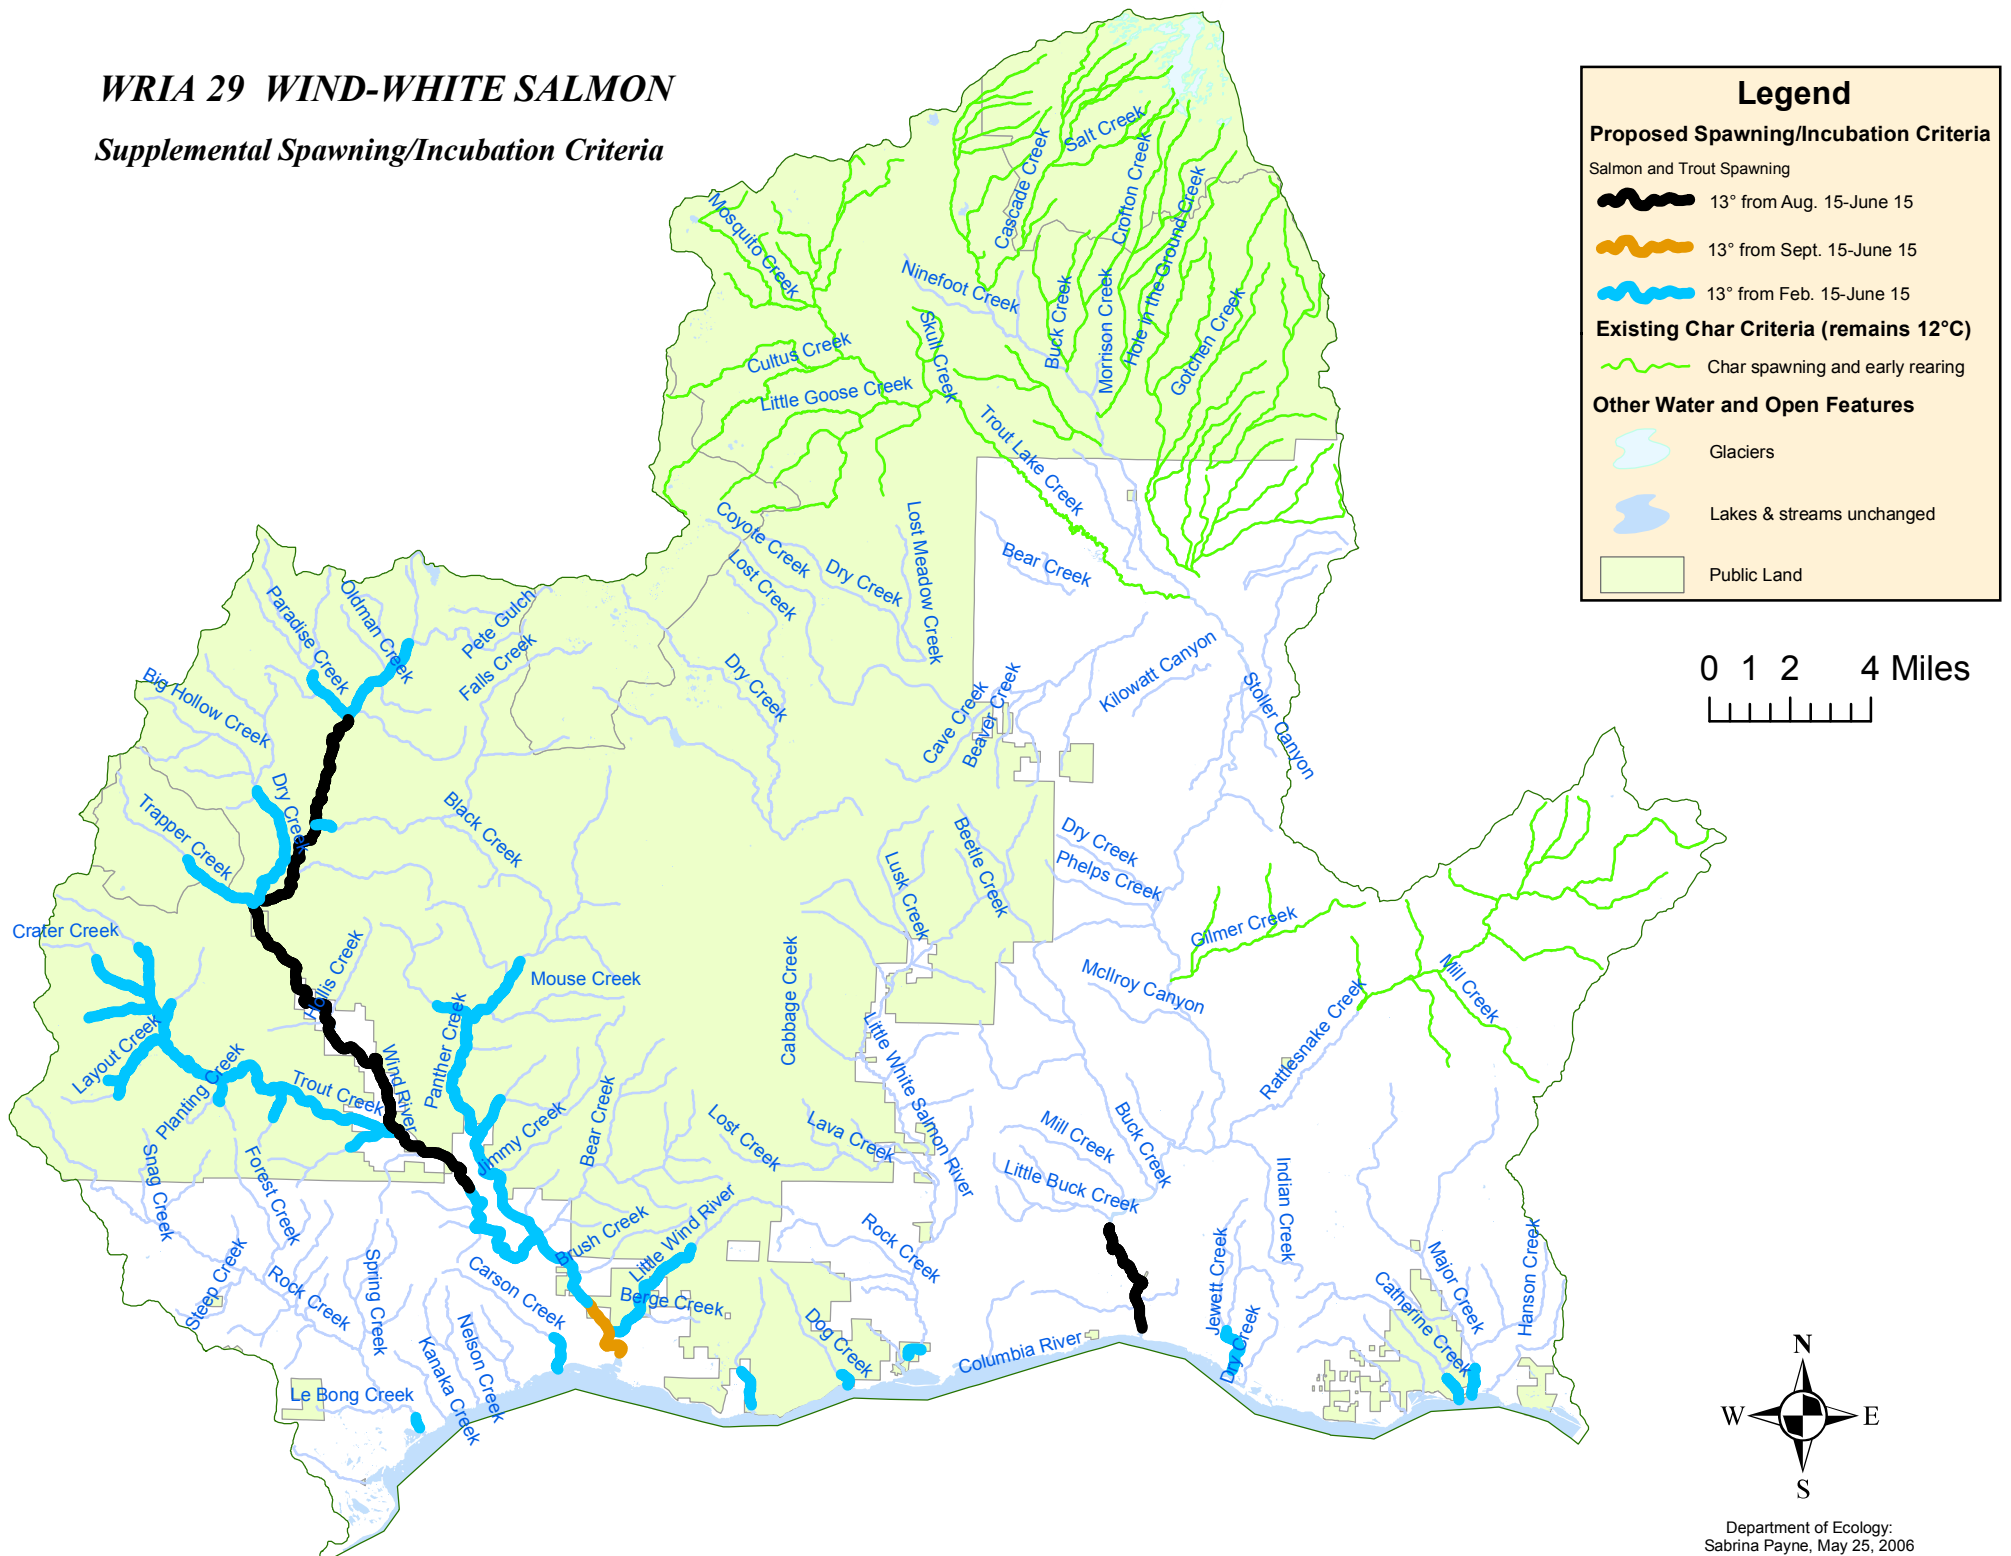 WRIA 29 WIND-WHITE SALMON
Supplemental Spawning/Incubation Criteria
Legend
Proposed Spawning/Incubation Criteria
Salmon and Trout Spawning
13° from Aug. 15-June 15
13° from Sept. 15-June 15
13° from Feb. 15-June 15
Existing Char Criteria (remains 12°C)
Char spawning and early rearing
Other Water and Open Features
Glaciers
Lakes & streams unchanged
Public Land
0 1 2 4 Miles
Salt Creek
Cascade Creek
Crofton Creek
Hole in the Ground Creek
Mosquito Creek
Ninefoot Creek
Buck Creek
Morrison Creek
Gotchen Creek
Skull Creek
Cultus Creek
Little Goose Creek
Trout Lake Creek
Coyote Creek
Lost Creek
Dry Creek
Lost Meadow Creek
Bear Creek
Paradise Creek
Oldman Creek
Pete Gulch
Falls Creek
Big Hollow Creek
Dry Creek
Cave Creek
Beaver Creek
Kilowatt Canyon
Stoller Canyon
Trapper Creek
Dry Creek
Black Creek
Lusk Creek
Beetle Creek
Dry Creek
Phelps Creek
Gilmer Creek
Crater Creek
Hollis Creek
Mouse Creek
Cabbage Creek
McIlroy Canyon
Mill Creek
Rattlesnake Creek
Layout Creek
Planting Creek
Trout Creek
Wind River
Panther Creek
Jimmy Creek
Bear Creek
Lost Creek
Lava Creek
Little White Salmon River
Mill Creek
Buck Creek
Little Buck Creek
Snag Creek
Forest Creek
Indian Creek
Steep Creek
Rock Creek
Spring Creek
Carson Creek
Brush Creek
Little Wind River
Berge Creek
Rock Creek
Dog Creek
Jewett Creek
Dry Creek
Catherine Creek
Major Creek
Hanson Creek
Le Bong Creek
Kanaka Creek
Nelson Creek
Columbia River
N
W E
S
Department of Ecology:
Sabrina Payne, May 25, 2006